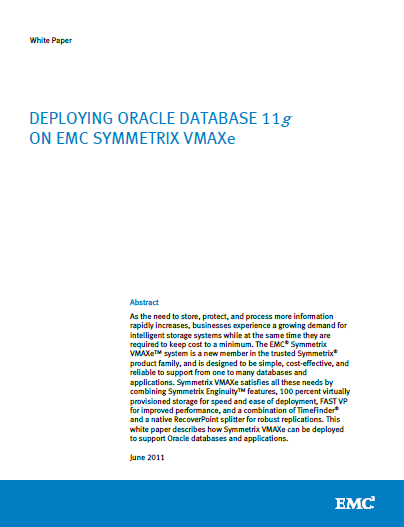 White Paper
DEPLOYING ORACLE DATABASE 11g
ON EMC SYMMETRIX VMAXe
Abstract
As the need to store, protect, and process more information
rapidly increases, businesses experience a growing demand for
intelligent storage systems while at the same time they are
required to keep cost to a minimum. The EMC® Symmetrix
VMAXe™ system is a new member in the trusted Symmetrix®
product family, and is designed to be simple, cost-effective, and
reliable to support from one to many databases and
applications. Symmetrix VMAXe satisfies all these needs by
combining Symmetrix Enginuity™ features, 100 percent virtually
provisioned storage for speed and ease of deployment, FAST VP
for improved performance, and a combination of TimeFinder®
and a native RecoverPoint splitter for robust replications. This
white paper describes how Symmetrix VMAXe can be deployed
to support Oracle databases and applications.
June 2011
EMC²